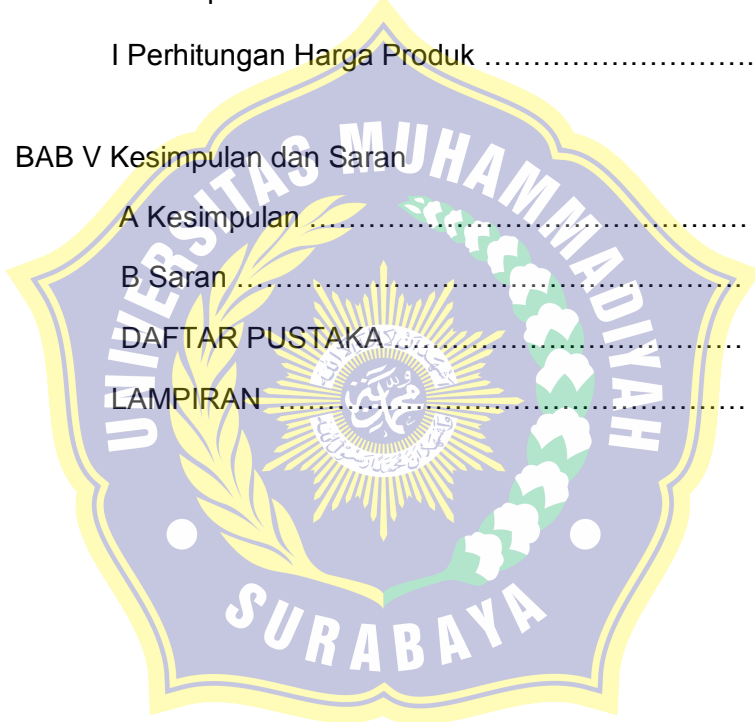 I Perhitungan Harga Produk ………………………..
BAB V Kesimpulan dan Saran
A Kesimpulan ……………………………………………
B Saran …………………………………………………
DAFTAR PUSTAKA …………………………………
LAMPIRAN ……………………………………………
UNIVERSITAS MUHAMMADIYAH
SURABAYA